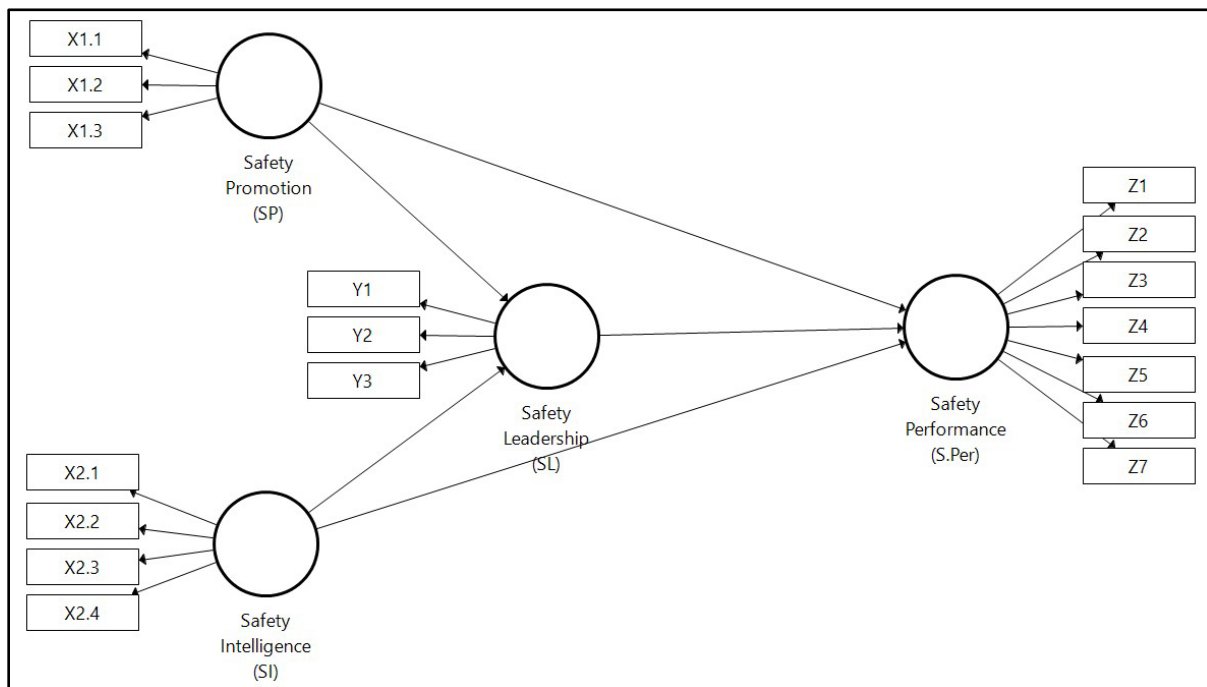 X1.1
X1.2
X1.3
Safety
Promotion
(SP)
Y1
Y2
Y3
Safety
Leadership
(SL)
X2.1
X2.2
X2.3
X2.4
Safety
Intelligence
(SI)
Z1
Z2
Z3
Z4
Z5
Z6
Z7
Safety
Performance
(S.Per)